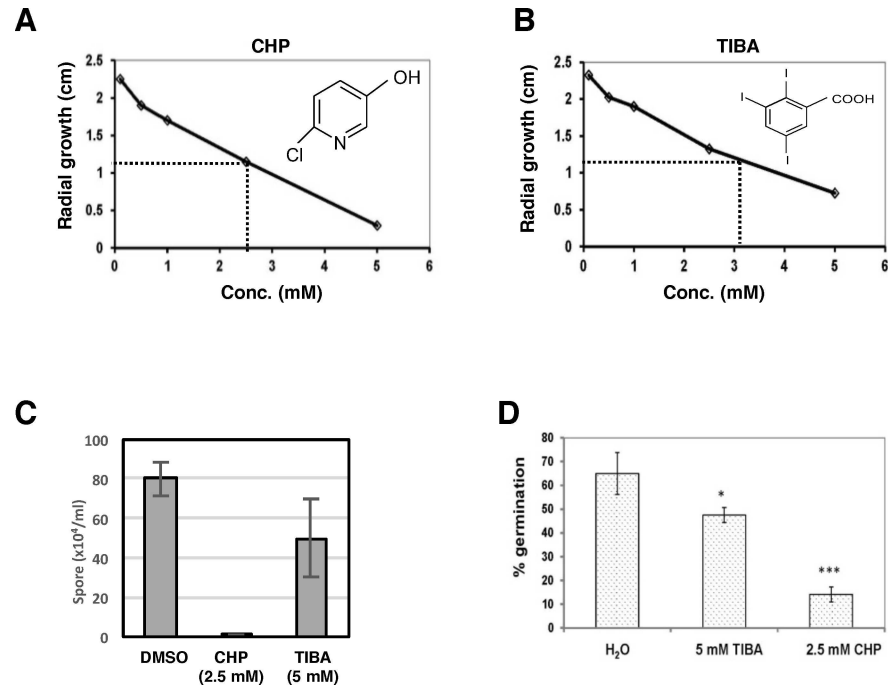 A
CHP
Radial growth (cm)
2.5
2
1.5
1
0.5
0
0 1 2 3 4 5 6
Conc. (mM)
OH
Cl
N
B
TIBA
Radial growth (cm)
2.5
2
1.5
1
0.5
0
0 1 2 3 4 5 6
Conc. (mM)
I
I
COOH
I
C
Spore (x10⁴/ml)
100
80
60
40
20
0
DMSO CHP TIBA
(2.5 mM) (5 mM)
D
% germination
80
70
60
50
40
30
20
10
0
*
***
H₂O 5 mM TIBA 2.5 mM CHP